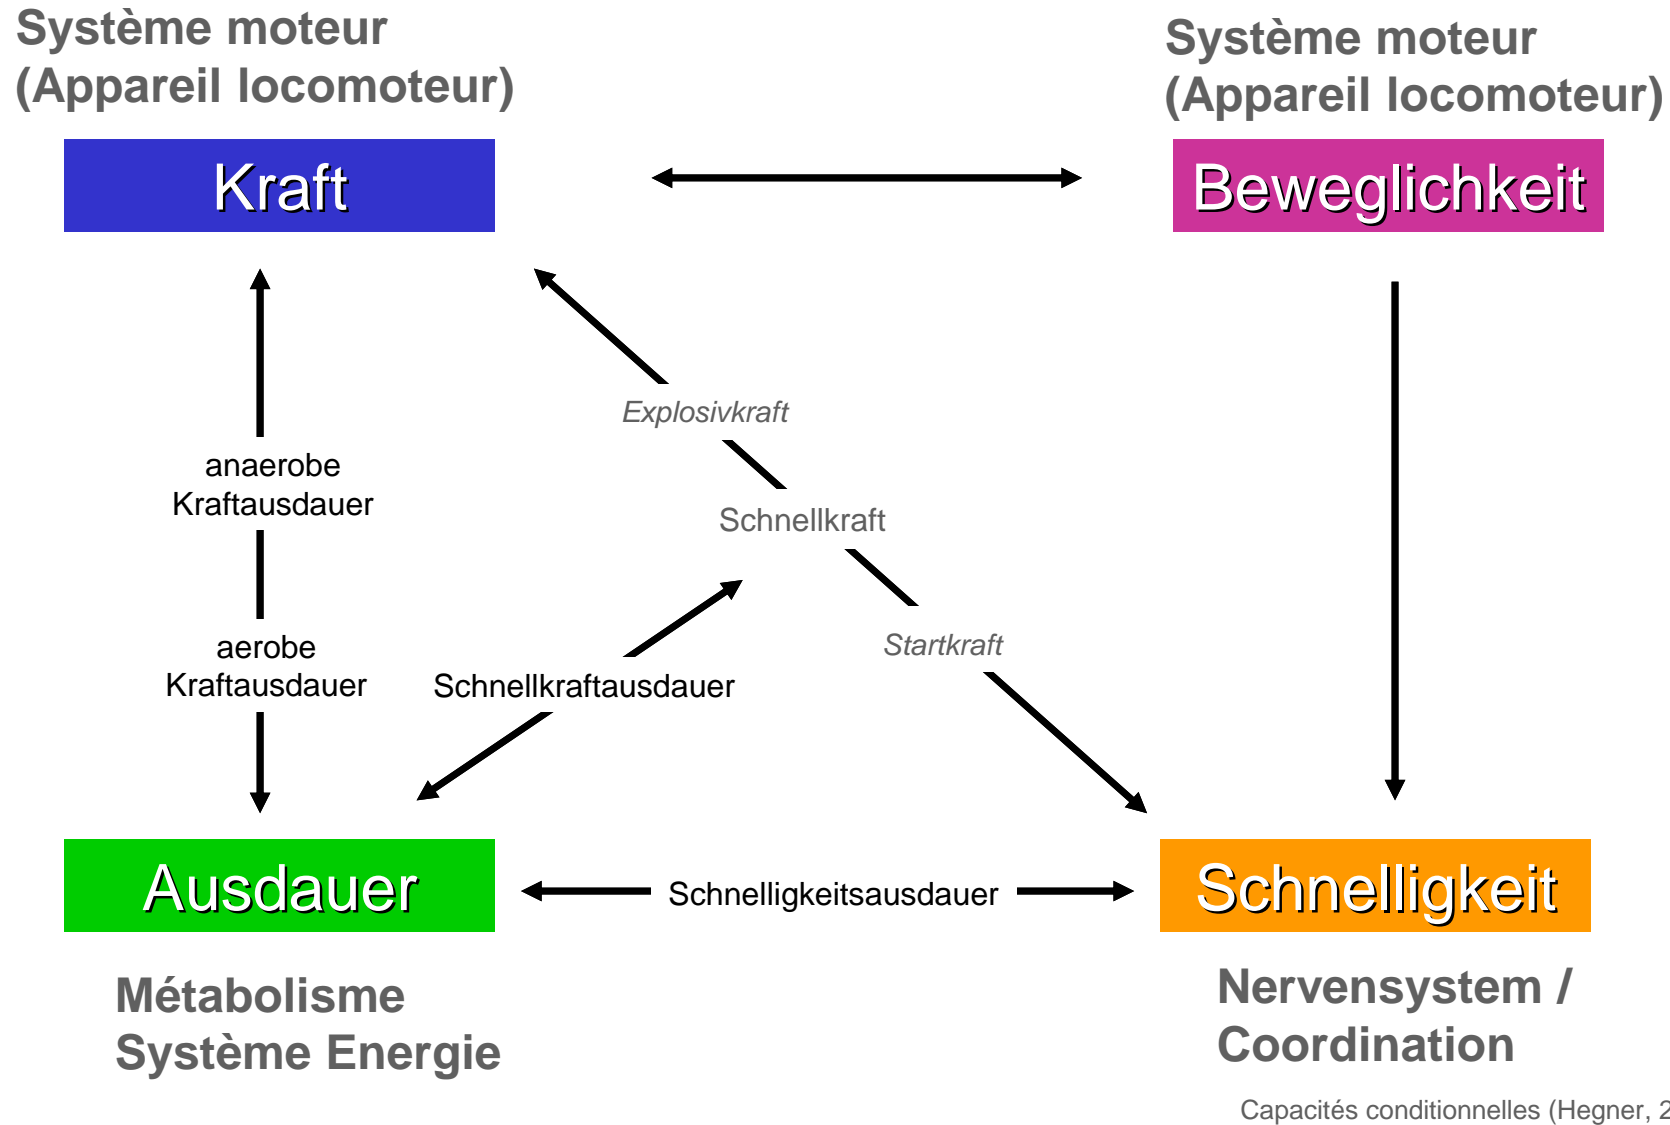 Système moteur
(Appareil locomoteur)
Système moteur
(Appareil locomoteur)
Kraft
Beweglichkeit
Explosivkraft
anaerobe
Kraftausdauer
Schnellkraft
Startkraft
aerobe
Kraftausdauer
Schnellkraftausdauer
Ausdauer
Schnelligkeitsausdauer
Schnelligkeit
Métabolisme
Système Energie
Nervensystem /
Coordination
Capacités conditionnelles (Hegner, 2